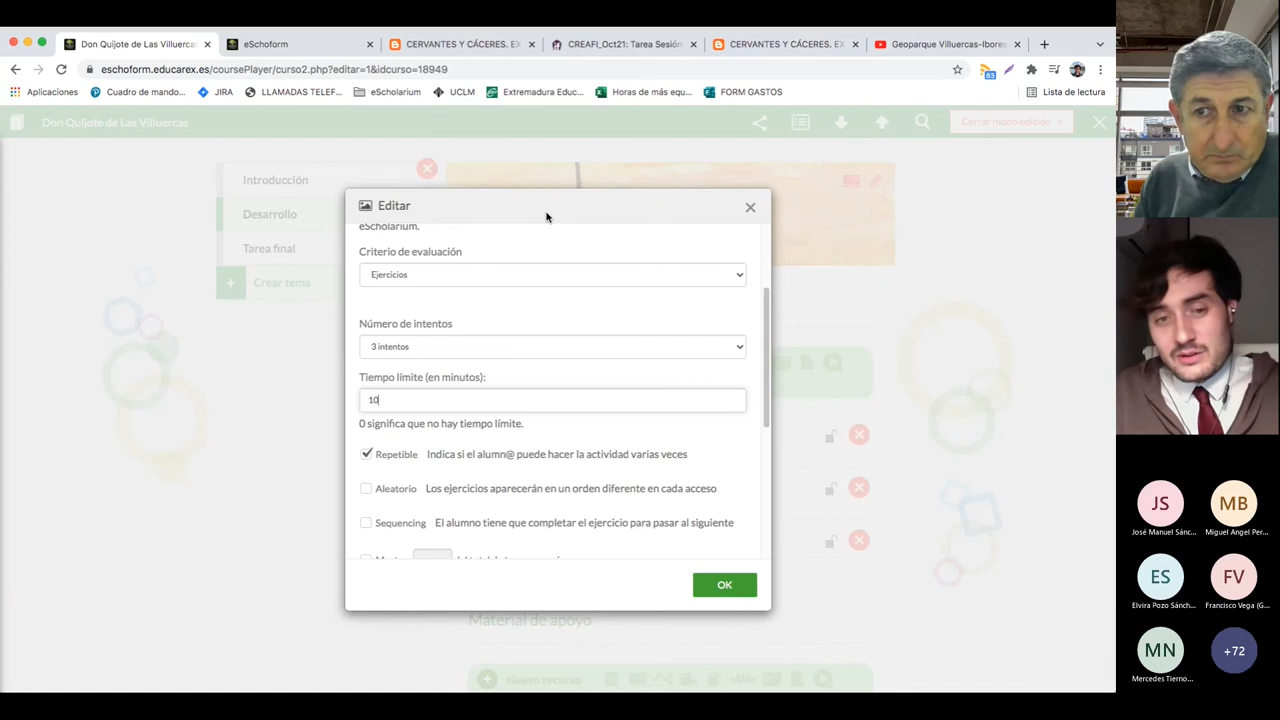 Don Quijote de Las Villuercas
eSchoform
CERVANTES Y CÁCERES. EX
CREAFI_Oct21: Tarea Sesión
CERVANTES Y CÁCERES. EX
Geoparque Villuercas-Ibores
eschoform.educarex.es/coursePlayer/curso2.php?editar=1&idcurso=18949
83
Aplicaciones
Cuadro de mando...
JIRA
LLAMADAS TELEF...
eScholarium
UCLM
Extremadura Educ...
Horas de más equ...
FORM GASTOS
Lista de lectura
Don Quijote de Las Villuercas
Cerrar modo edición
Introducción
Desarrollo
Tarea final
Crear tema
Editar
eScholarium.
Criterio de evaluación
Ejercicios
Número de intentos
3 intentos
Tiempo límite (en minutos):
10
0 significa que no hay tiempo límite.
Repetible Indica si el alumn@ puede hacer la actividad varias veces
Aleatorio Los ejercicios aparecerán en un orden diferente en cada acceso
Sequencing El alumno tiene que completar el ejercicio para pasar al siguiente
OK
Material de apoyo
Nuevo recurso
JS
José Manuel Sánc...
MB
Miguel Angel Per...
ES
Elvira Pozo Sánch...
FV
Francisco Vega (G...
MN
Mercedes Tierno...
+72